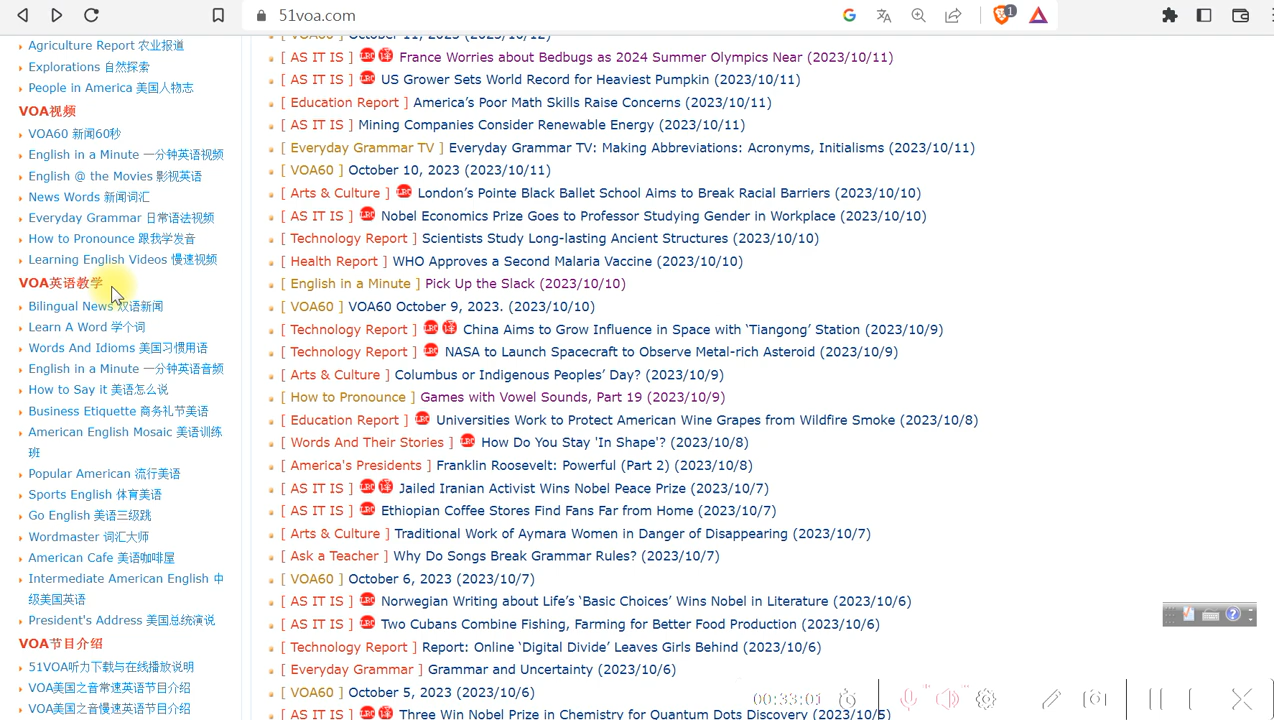 51voa.com
1
Agriculture Report 农业报道
Explorations 自然探索
People in America 美国人物志
VOA视频
VOA60 新闻60秒
English in a Minute 一分钟英语视频
English @ the Movies 影视英语
News Words 新闻词汇
Everyday Grammar 日常语法视频
How to Pronounce 跟我学发音
Learning English Videos 慢速视频
VOA英语教学
Bilingual News 双语新闻
Learn A Word 学个词
Words And Idioms 美国习惯用语
English in a Minute 一分钟英语音频
How to Say it 美语怎么说
Business Etiquette 商务礼节美语
American English Mosaic 美语训练
班
Popular American 流行美语
Sports English 体育美语
Go English 美语三级跳
Wordmaster 词汇大师
American Cafe 美语咖啡屋
Intermediate American English 中
级美国英语
President's Address 美国总统演说
VOA节目介绍
51VOA听力下载与在线播放说明
VOA美国之音常速英语节目介绍
VOA美国之音慢速英语节目介绍
[ VOA60 ] October 11, 2023 (2023/10/12)
[ AS IT IS ] LRC 译 France Worries about Bedbugs as 2024 Summer Olympics Near (2023/10/11)
[ AS IT IS ] LRC US Grower Sets World Record for Heaviest Pumpkin (2023/10/11)
[ Education Report ] America’s Poor Math Skills Raise Concerns (2023/10/11)
[ AS IT IS ] Mining Companies Consider Renewable Energy (2023/10/11)
[ Everyday Grammar TV ] Everyday Grammar TV: Making Abbreviations: Acronyms, Initialisms (2023/10/11)
[ VOA60 ] October 10, 2023 (2023/10/11)
[ Arts & Culture ] LRC London’s Pointe Black Ballet School Aims to Break Racial Barriers (2023/10/10)
[ AS IT IS ] LRC Nobel Economics Prize Goes to Professor Studying Gender in Workplace (2023/10/10)
[ Technology Report ] Scientists Study Long-lasting Ancient Structures (2023/10/10)
[ Health Report ] WHO Approves a Second Malaria Vaccine (2023/10/10)
[ English in a Minute ] Pick Up the Slack (2023/10/10)
[ VOA60 ] VOA60 October 9, 2023. (2023/10/10)
[ Technology Report ] LRC 译 China Aims to Grow Influence in Space with ‘Tiangong’ Station (2023/10/9)
[ Technology Report ] LRC NASA to Launch Spacecraft to Observe Metal-rich Asteroid (2023/10/9)
[ Arts & Culture ] Columbus or Indigenous Peoples’ Day? (2023/10/9)
[ How to Pronounce ] Games with Vowel Sounds, Part 19 (2023/10/9)
[ Education Report ] LRC Universities Work to Protect American Wine Grapes from Wildfire Smoke (2023/10/8)
[ Words And Their Stories ] LRC How Do You Stay 'In Shape'? (2023/10/8)
[ America's Presidents ] Franklin Roosevelt: Powerful (Part 2) (2023/10/8)
[ AS IT IS ] LRC 译 Jailed Iranian Activist Wins Nobel Peace Prize (2023/10/7)
[ AS IT IS ] LRC Ethiopian Coffee Stores Find Fans Far from Home (2023/10/7)
[ Arts & Culture ] Traditional Work of Aymara Women in Danger of Disappearing (2023/10/7)
[ Ask a Teacher ] Why Do Songs Break Grammar Rules? (2023/10/7)
[ VOA60 ] October 6, 2023 (2023/10/7)
[ AS IT IS ] LRC Norwegian Writing about Life’s ‘Basic Choices’ Wins Nobel in Literature (2023/10/6)
[ AS IT IS ] LRC Two Cubans Combine Fishing, Farming for Better Food Production (2023/10/6)
[ Technology Report ] Report: Online ‘Digital Divide’ Leaves Girls Behind (2023/10/6)
[ Everyday Grammar ] Grammar and Uncertainty (2023/10/6)
[ VOA60 ] October 5, 2023 (2023/10/6)
[ AS IT IS ] LRC 译 Three Win Nobel Prize in Chemistry for Quantum Dots Discovery (2023/10/5)
00:33:01